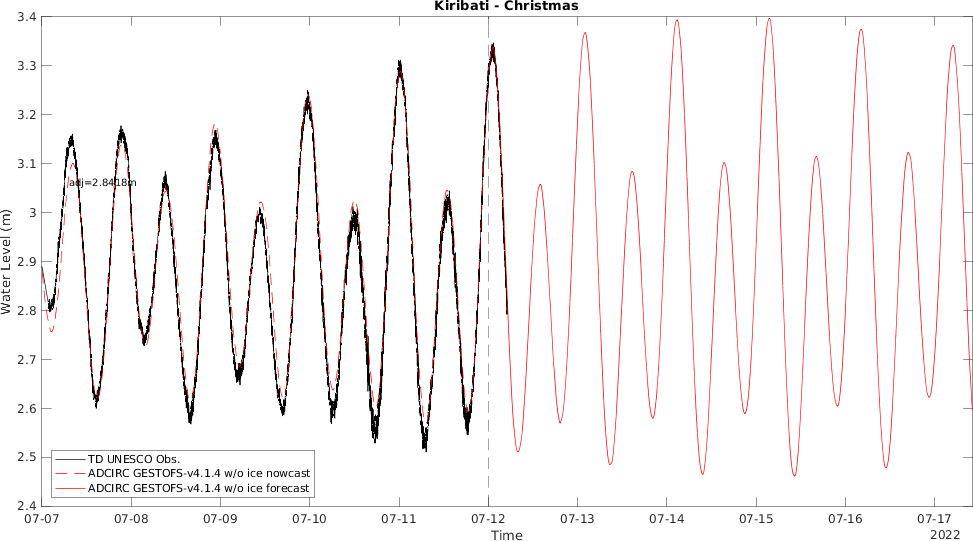 Kiribati - Christmas
3.4
3.3
3.2
3.1
3
2.9
2.8
2.7
2.6
2.5
2.4
Water Level (m)
adj=2.8418m
TD UNESCO Obs.
ADCIRC GESTOFS-v4.1.4 w/o ice nowcast
ADCIRC GESTOFS-v4.1.4 w/o ice forecast
07-07 07-08 07-09 07-10 07-11 07-12 07-13 07-14 07-15 07-16 07-17
Time
2022